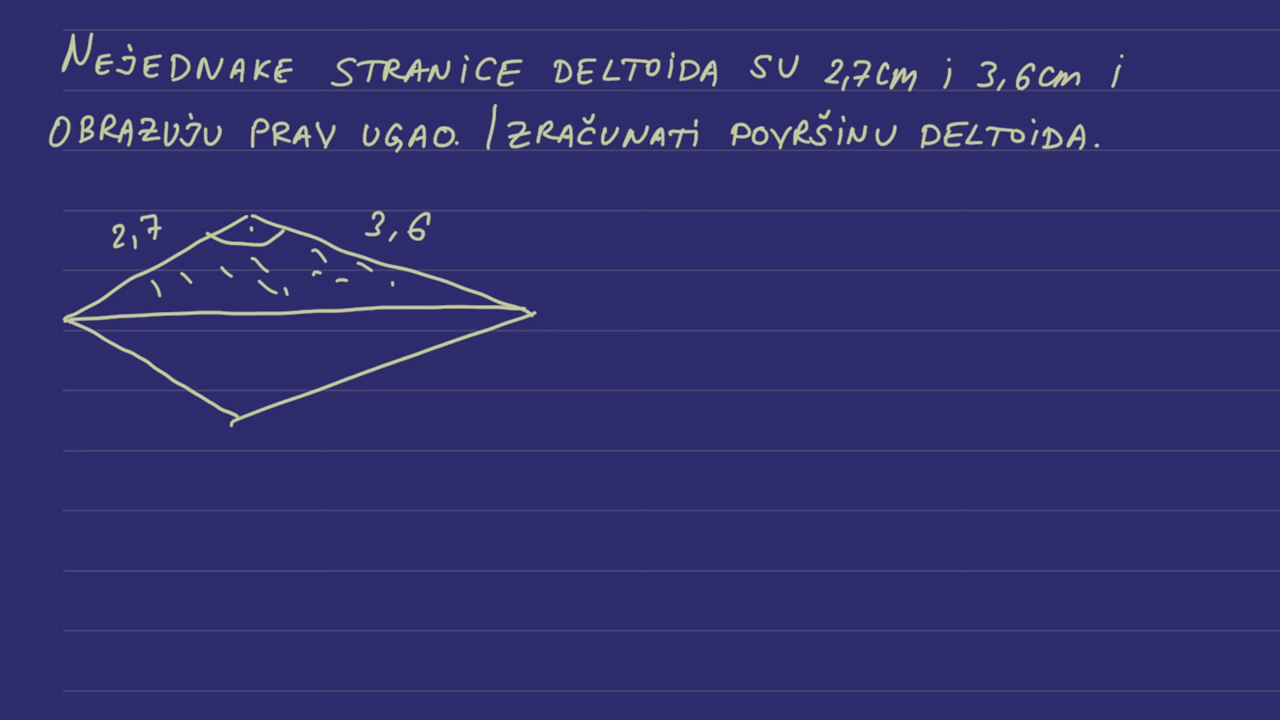 NEJEDNAKE STRANICE DELTOIDA SU 2,7cm i 3,6cm i
OBRAZUJU PRAV UGAO. IZRAČUNATI POVRŠINU DELTOIDA.
2,7 3,6